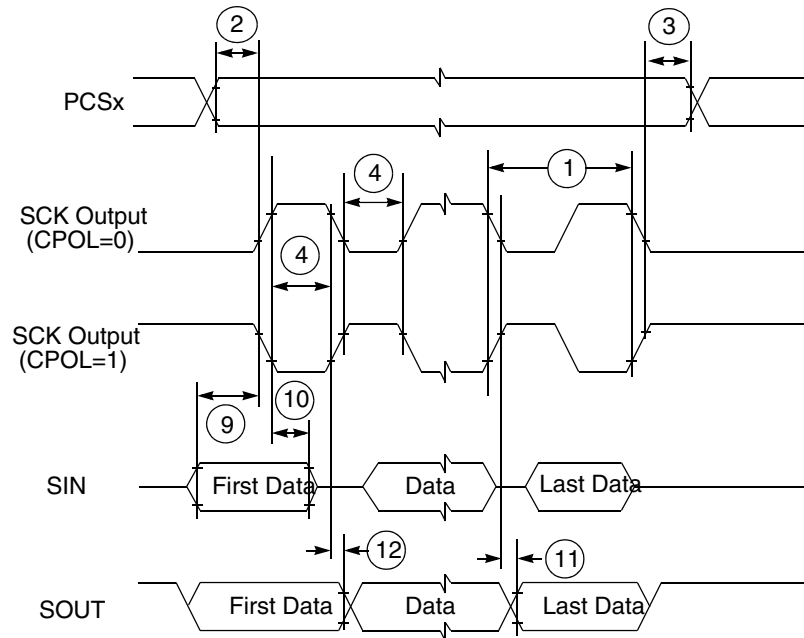 2
3
PCSx
4
1
SCK Output
(CPOL=0)
4
SCK Output
(CPOL=1)
9
10
SIN
First Data
Data
Last Data
12
11
SOUT
First Data
Data
Last Data